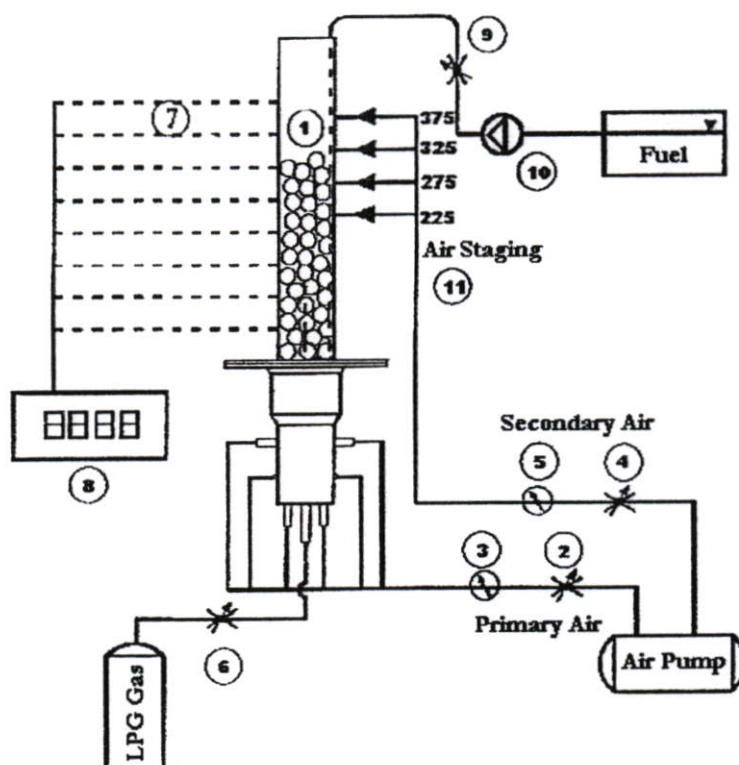 9
7
1
375
325
Fuel
275
10
225
Air Staging
11
Secondary Air
8888
5
4
8
3
2
Primary Air
Air Pump
6
LPG Gas